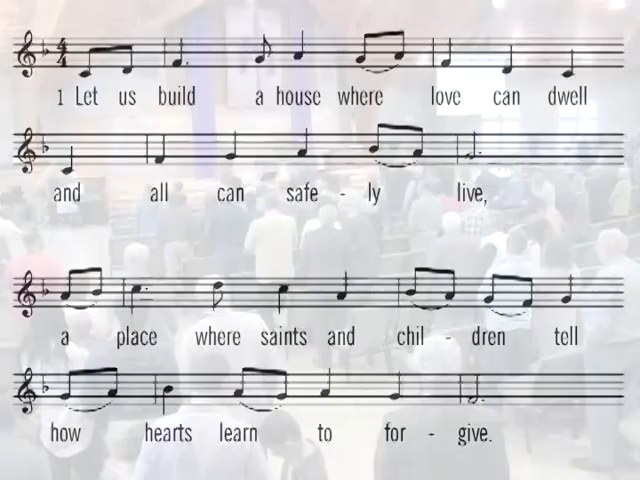 1 Let us build a house where love can dwell
and all can safe - ly live,
a place where saints and chil - dren tell
how hearts learn to for - give.